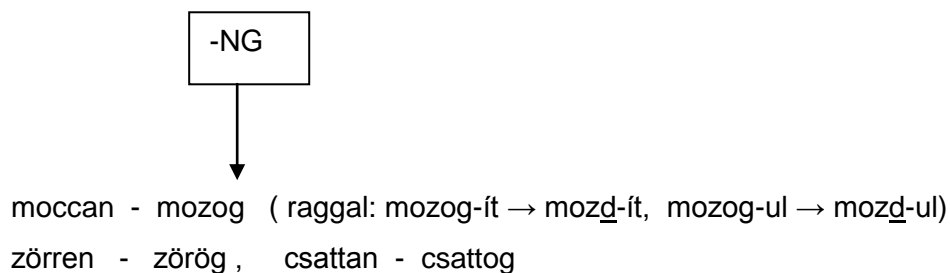 -NG
moccan - mozog ( raggal: mozog-ít → mozd-ít, mozog-ul → mozd-ul)
zörren - zörög , csattan - csattog